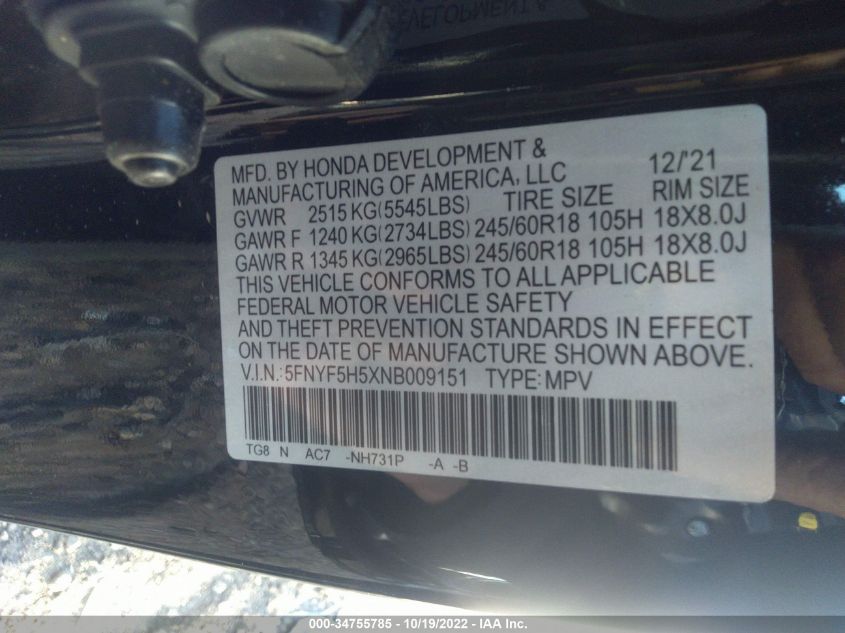 MFD. BY HONDA DEVELOPMENT &
MANUFACTURING OF AMERICA, LLC 12/'21
GVWR 2515 KG(5545LBS) TIRE SIZE RIM SIZE
GAWR F 1240 KG(2734LBS) 245/60R18 105H 18X8.0J
GAWR R 1345 KG(2965LBS) 245/60R18 105H 18X8.0J
THIS VEHICLE CONFORMS TO ALL APPLICABLE
FEDERAL MOTOR VEHICLE SAFETY
AND THEFT PREVENTION STANDARDS IN EFFECT
ON THE DATE OF MANUFACTURE SHOWN ABOVE.
V.I.N.:5FNYF5H5XNB009151 TYPE:MPV
TG8 N AC7 -NH731P -A -B
000-34755785 - 10/19/2022 - IAA Inc.